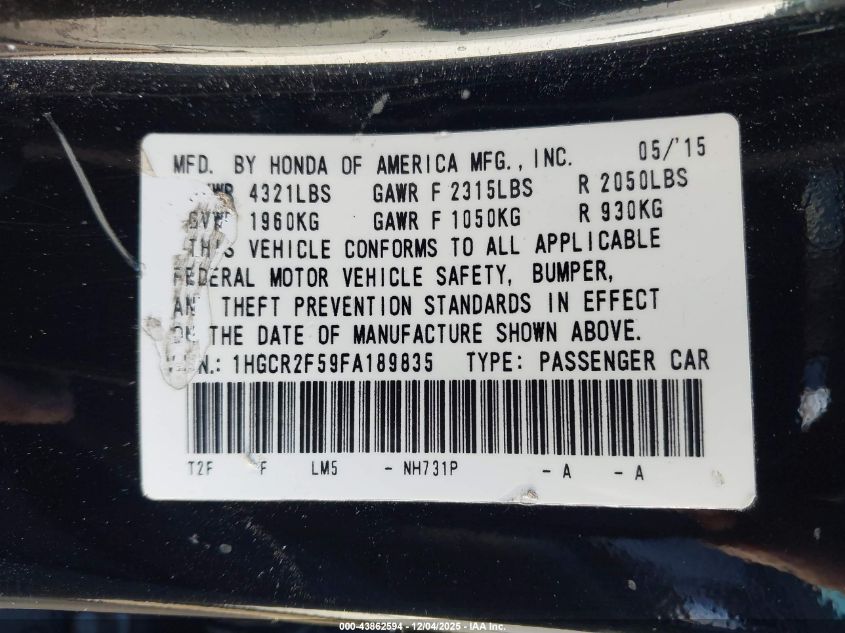 MFD. BY HONDA OF AMERICA MFG., INC. 05/'15
4321LBS GAWR F 2315LBS R 2050LBS
1960KG GAWR F 1050KG R 930KG
THIS VEHICLE CONFORMS TO ALL APPLICABLE
FEDERAL MOTOR VEHICLE SAFETY, BUMPER,
THEFT PREVENTION STANDARDS IN EFFECT
THE DATE OF MANUFACTURE SHOWN ABOVE.
1HGCR2F59FA189835 TYPE: PASSENGER CAR
T2F F LM5 - NH731P - A - A
000-43862594 - 12/04/2025 - IAA Inc.